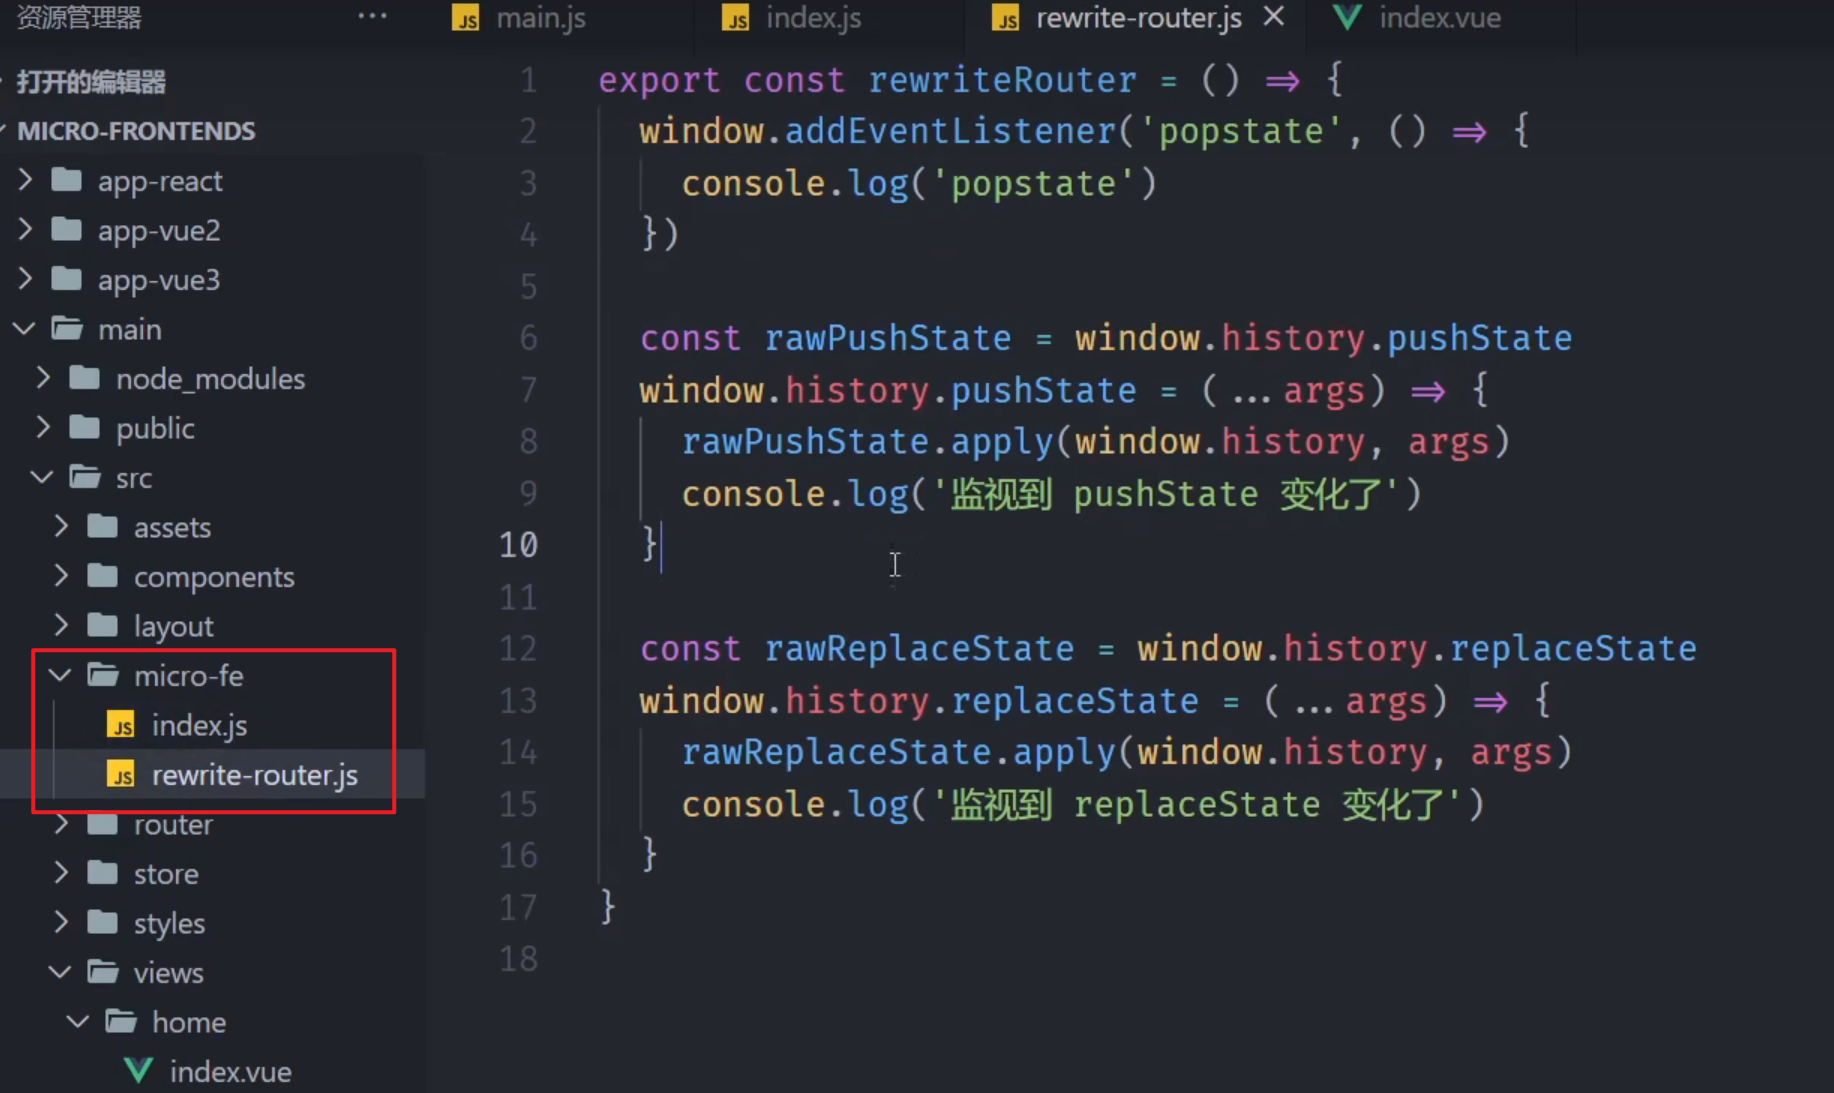 资源管理器
···
打开的编辑器
MICRO-FRONTENDS
app-react
app-vue2
app-vue3
main
node_modules
public
src
assets
components
layout
micro-fe
JS index.js
JS rewrite-router.js
router
store
styles
views
home
index.vue
JS main.js
JS index.js
JS rewrite-router.js ×
index.vue
1 export const rewriteRouter = () => {
2 window.addEventListener('popstate', () => {
3 console.log('popstate')
4 })
5
6 const rawPushState = window.history.pushState
7 window.history.pushState = (...args) => {
8 rawPushState.apply(window.history, args)
9 console.log('监视到 pushState 变化了')
10 }
11
12 const rawReplaceState = window.history.replaceState
13 window.history.replaceState = (...args) => {
14 rawReplaceState.apply(window.history, args)
15 console.log('监视到 replaceState 变化了')
16 }
17 }
18